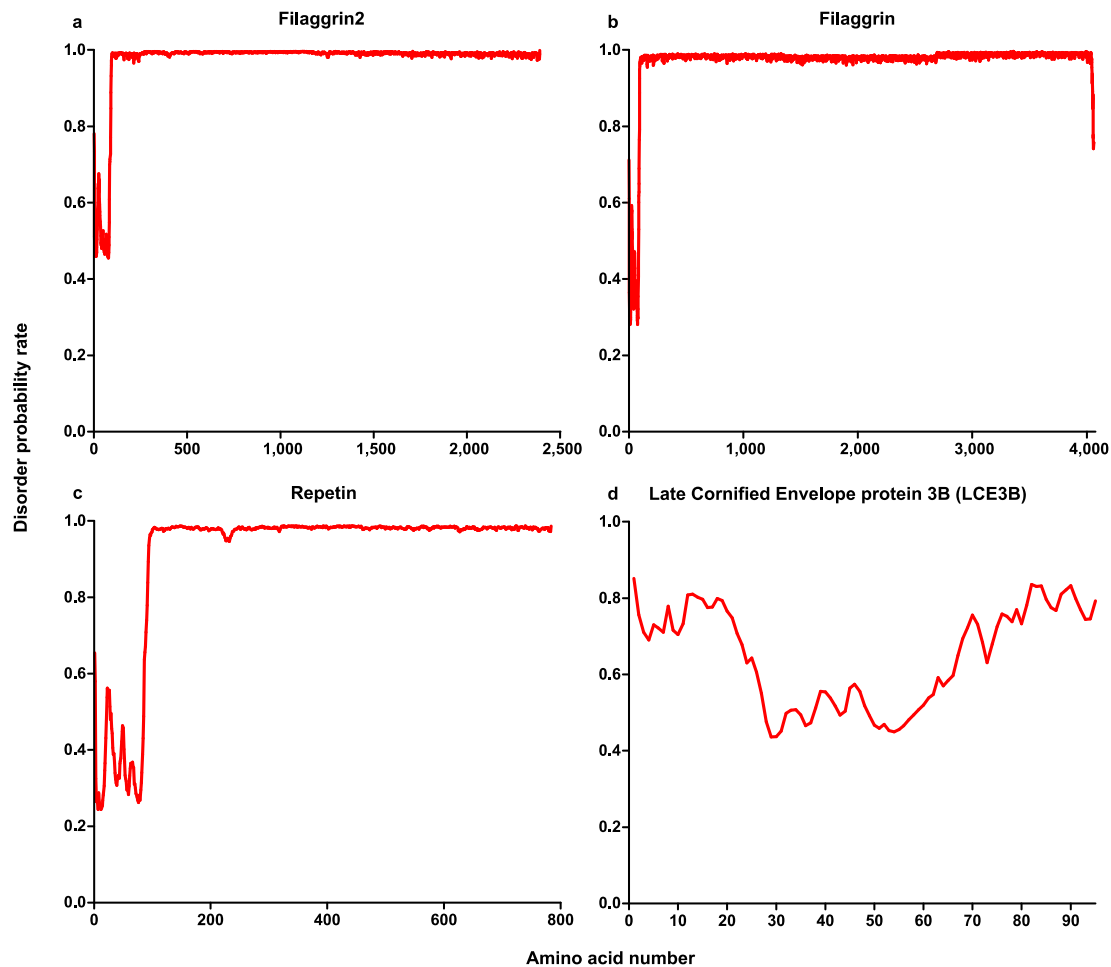 a
Filaggrin2
1.0
0.8
0.6
0.4
0.2
0.0
0 500 1,000 1,500 2,000 2,500
b
Filaggrin
1.0
0.8
0.6
0.4
0.2
0.0
0 1,000 2,000 3,000 4,000
Disorder probability rate
c
Repetin
1.0
0.8
0.6
0.4
0.2
0.0
0 200 400 600 800
d Late Cornified Envelope protein 3B (LCE3B)
1.0
0.8
0.6
0.4
0.2
0.0
0 10 20 30 40 50 60 70 80 90
Amino acid number